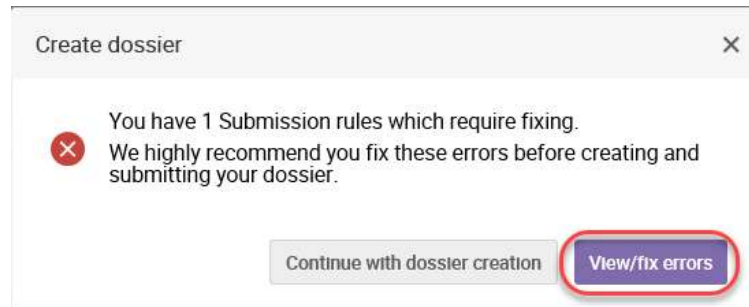 Create dossier
You have 1 Submission rules which require fixing.
We highly recommend you fix these errors before creating and
submitting your dossier.
Continue with dossier creation
View/fix errors